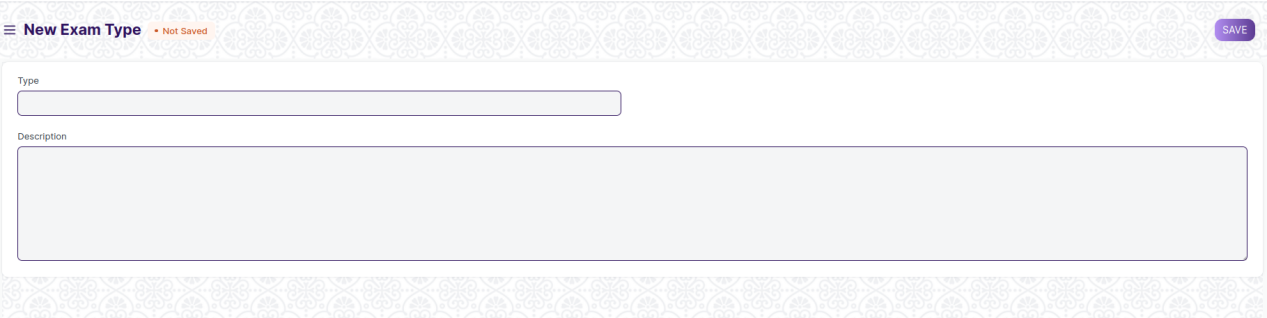 New Exam Type
• Not Saved
SAVE
Type
Description